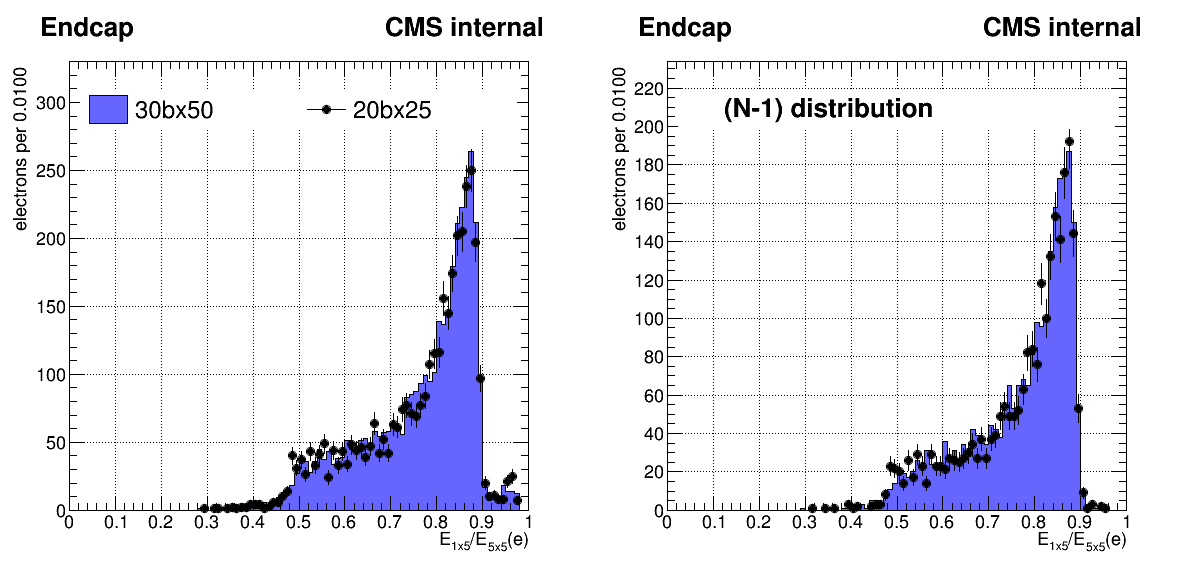 Endcap CMS internal
electrons per 0.0100
30bx50 20bx25
300
250
200
150
100
50
0
0 0.1 0.2 0.3 0.4 0.5 0.6 0.7 0.8 0.9 1
E1x5/E5x5(e)
Endcap CMS internal
electrons per 0.0100
(N-1) distribution
220
200
180
160
140
120
100
80
60
40
20
0
0 0.1 0.2 0.3 0.4 0.5 0.6 0.7 0.8 0.9 1
E1x5/E5x5(e)